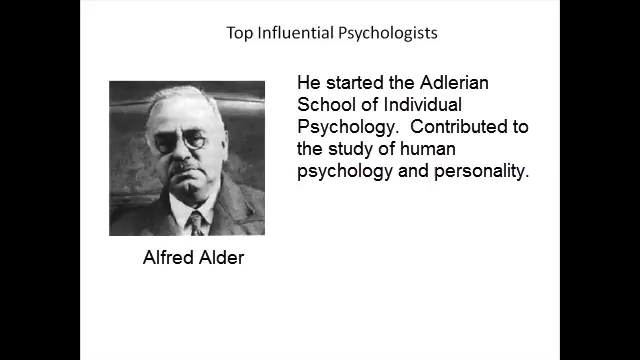 Top Influential Psychologists
He started the Adlerian
School of Individual
Psychology.  Contributed to
the study of human
psychology and personality.
Alfred Alder